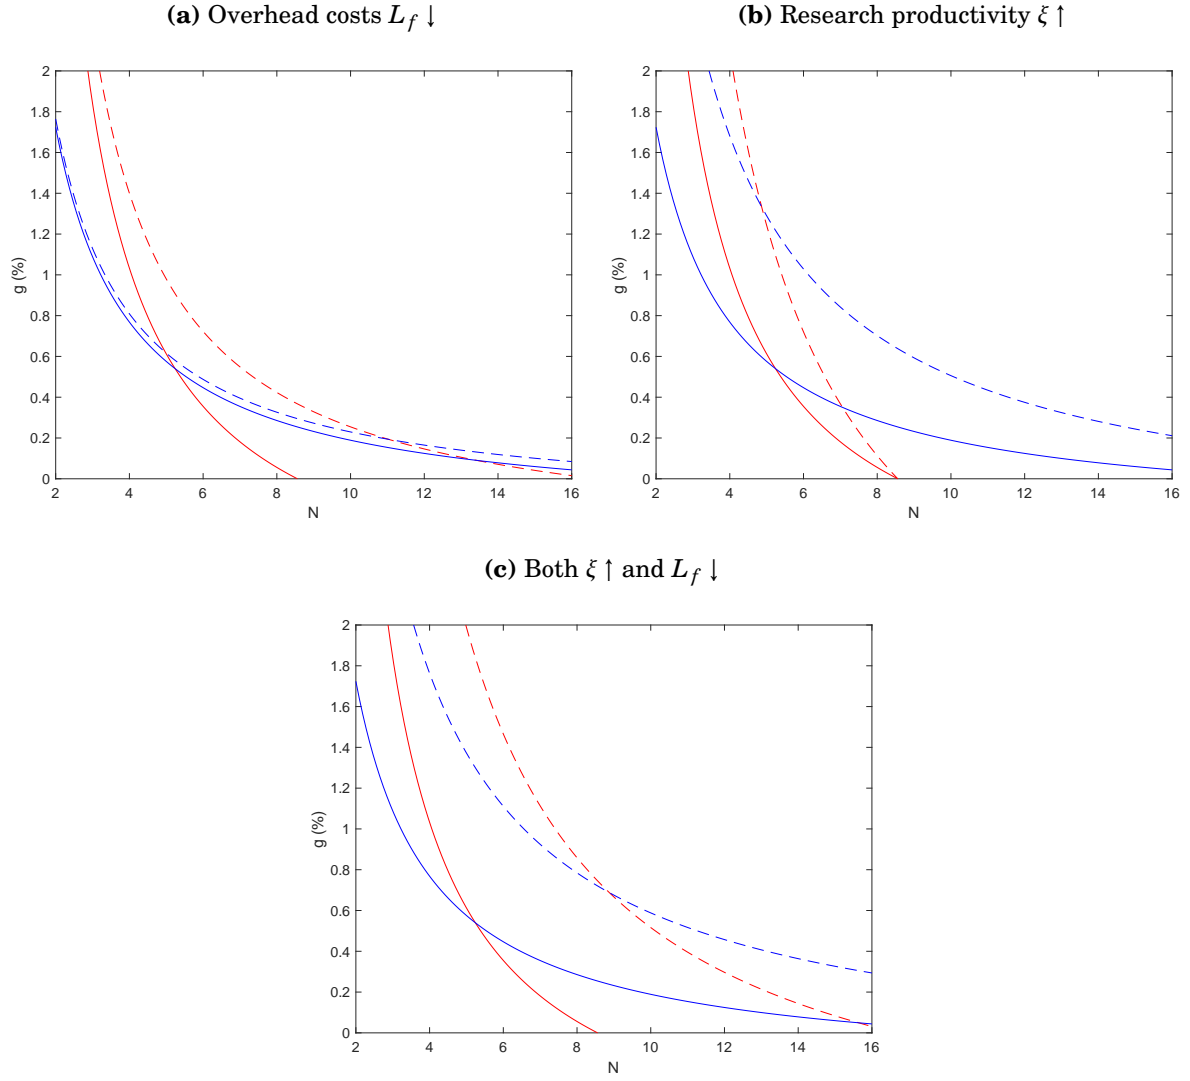 (a) Overhead costs L_f ↓
2
1.8
1.6
1.4
1.2
1
0.8
0.6
0.4
0.2
0
g (%)
2 4 6 8 10 12 14 16
N
(b) Research productivity ξ ↑
2
1.8
1.6
1.4
1.2
1
0.8
0.6
0.4
0.2
0
g (%)
2 4 6 8 10 12 14 16
N
(c) Both ξ ↑ and L_f ↓
2
1.8
1.6
1.4
1.2
1
0.8
0.6
0.4
0.2
0
g (%)
2 4 6 8 10 12 14 16
N